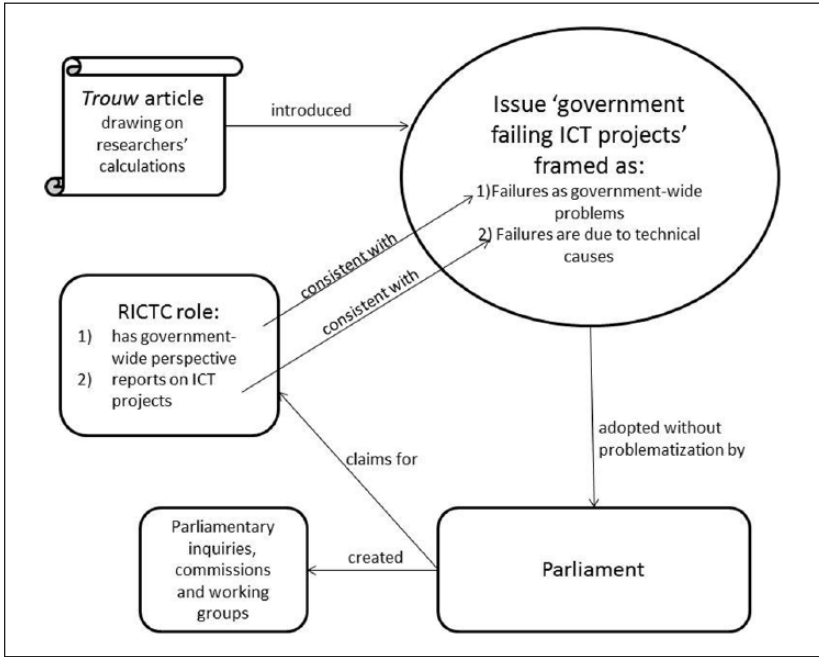 Trouw article
drawing on
researchers'
calculations
introduced
Issue 'government
failing ICT projects'
framed as:
1)Failures as government-wide
problems
2) Failures are due to technical
causes
consistent with
consistent with
RICTC role:
1) has government-
wide perspective
2) reports on ICT
projects
adopted without
problematization by
claims for
Parliamentary
inquiries,
commissions
and working
groups
created
Parliament